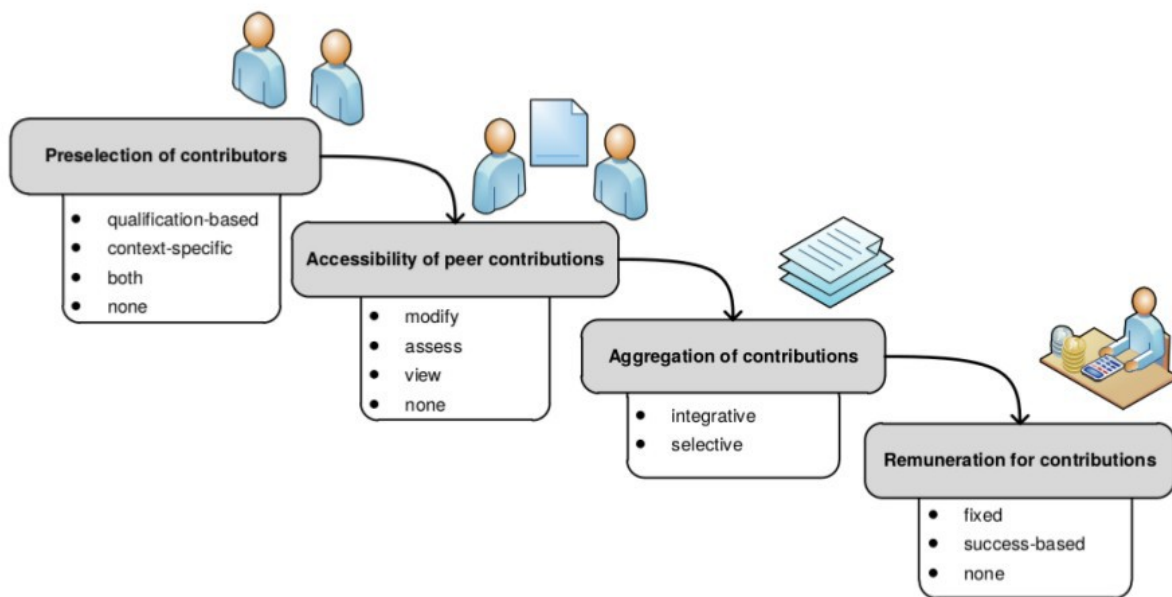 Preselection of contributors
qualification-based
context-specific
both
none
Accessibility of peer contributions
modify
assess
view
none
Aggregation of contributions
integrative
selective
Remuneration for contributions
fixed
success-based
none